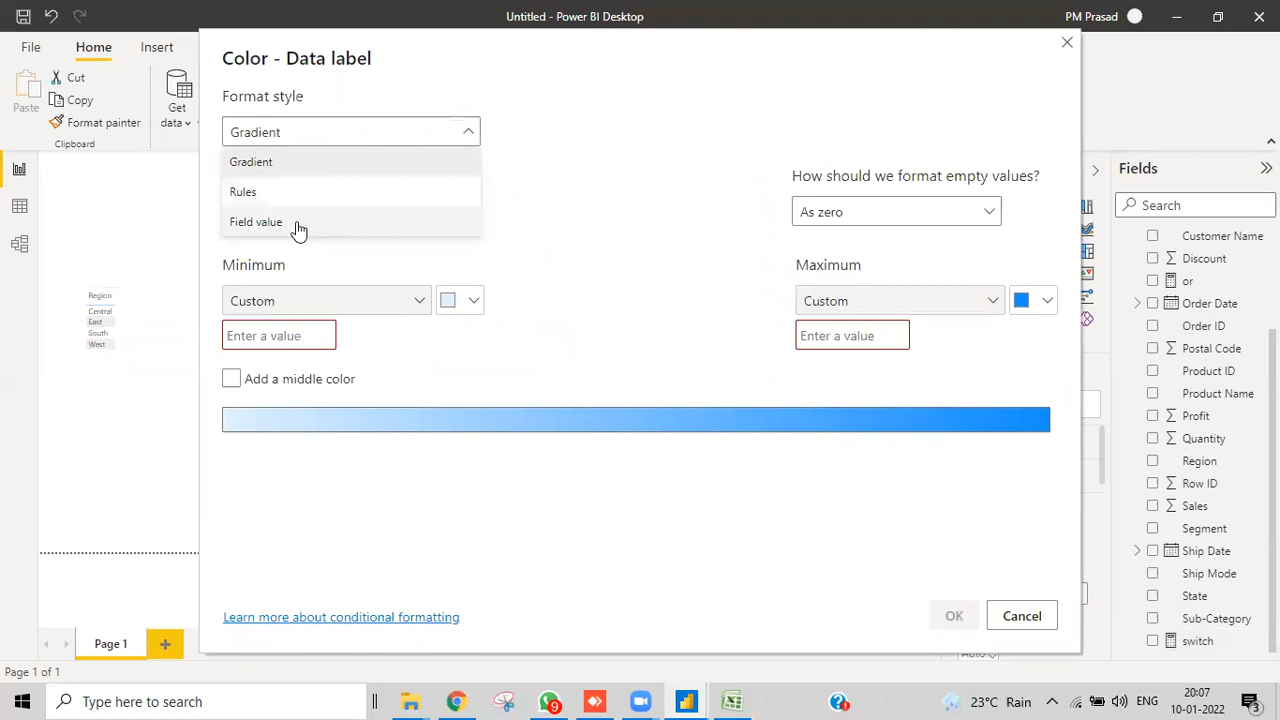 Untitled - Power BI Desktop
PM Prasad
File
Home
Insert
Cut
Copy
Format painter
Paste
Clipboard
Get
data
Color - Data label
Format style
Gradient
Gradient
Rules
Field value
How should we format empty values?
As zero
Minimum
Maximum
Custom
Custom
Enter a value
Enter a value
Add a middle color
Learn more about conditional formatting
OK
Cancel
Region
Central
East
South
West
Fields
Search
Customer Name
Discount
or
Order Date
Order ID
Postal Code
Product ID
Product Name
Profit
Quantity
Region
Row ID
Sales
Segment
Ship Date
Ship Mode
State
Sub-Category
switch
Auto
Page 1
Page 1 of 1
Type here to search
9
23°C Rain
ENG
20:07
10-01-2022
3